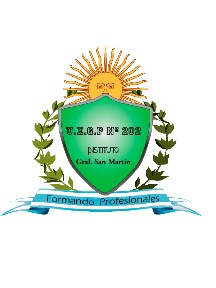 U.E.G.P Nº 202
INSTITUTO
Gral. San Martín
Formando Profesionales